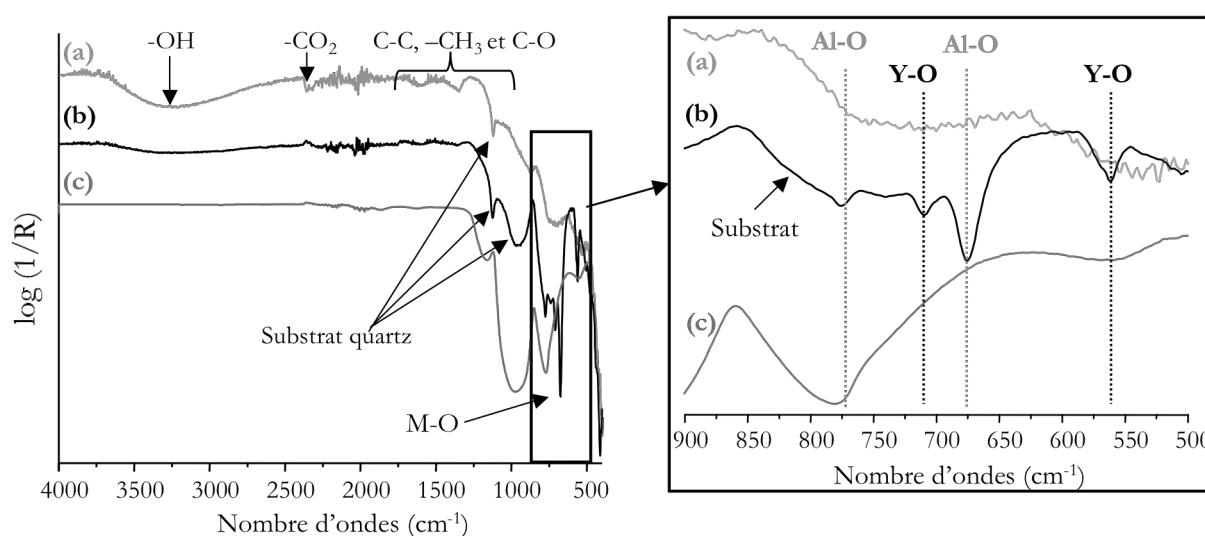 -OH
-CO₂
C-C, –CH₃ et C-O
(a)
(b)
(c)
Substrat quartz
M-O
log (1/R)
4000 3500 3000 2500 2000 1500 1000 500
Nombre d'ondes (cm⁻¹)
(a)
Al-O
Al-O
Y-O
Y-O
(b)
Substrat
(c)
900 850 800 750 700 650 600 550 500
Nombre d'ondes (cm⁻¹)